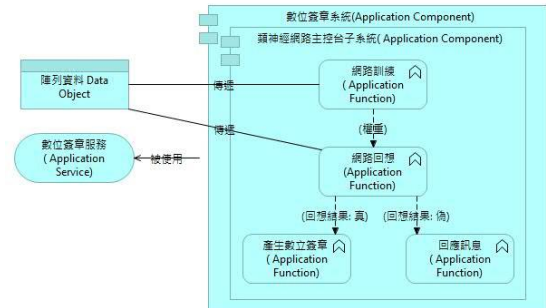 數位簽章系統(Application Component)
類神經網路主控台子系統( Application Component)
陣列資料 Data
Object
傳遞
網路訓練
( Application
Function)
(權重)
傳遞
數位簽章服務
( Application
Service)
被使用
網路回想
(Application
Function)
(回想結果: 真)
(回想結果: 偽)
產生數立簽章
( Application
Function)
回應訊息
( Application
Function)